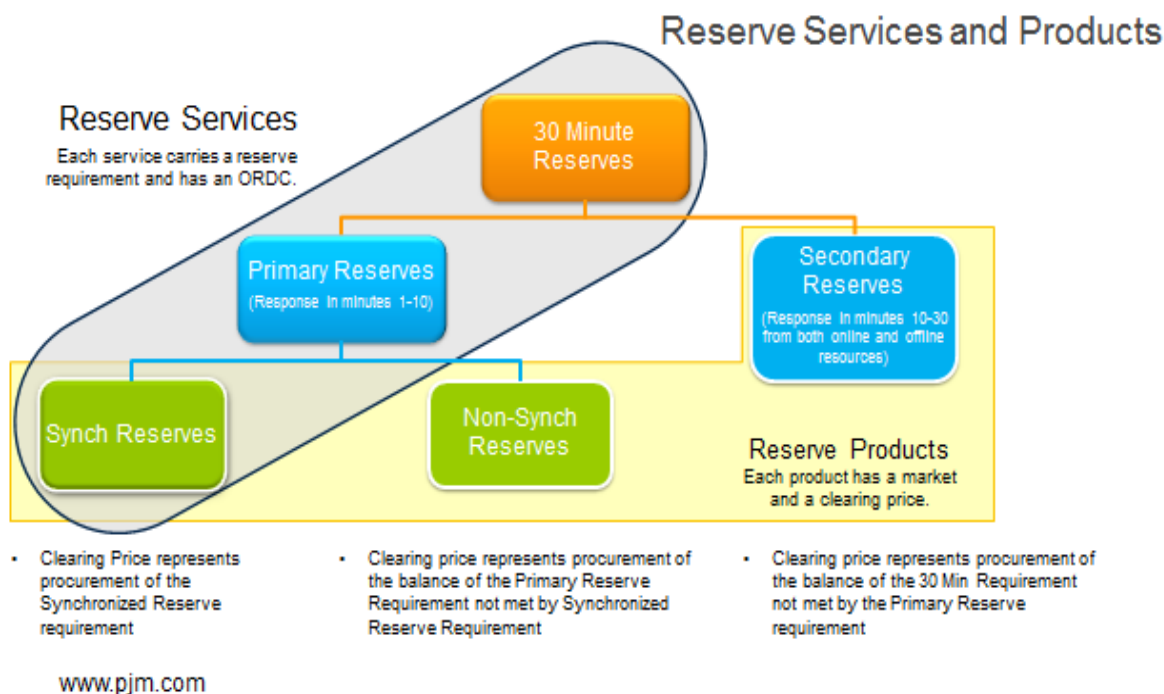 Reserve Services and Products
Reserve Services
Each service carries a reserve
requirement and has an ORDC.
30 Minute
Reserves
Primary Reserves
(Response in minutes 1-10)
Secondary
Reserves
(Response in minutes 10-30
from both online and offline
resources)
Synch Reserves
Non-Synch
Reserves
Reserve Products
Each product has a market
and a clearing price.
▪ Clearing Price represents
procurement of the
Synchronized Reserve
requirement
▪ Clearing price represents procurement of
the balance of the Primary Reserve
Requirement not met by Synchronized
Reserve Requirement
▪ Clearing price represents procurement of
the balance of the 30 Min Requirement
not met by the Primary Reserve
requirement
www.pjm.com